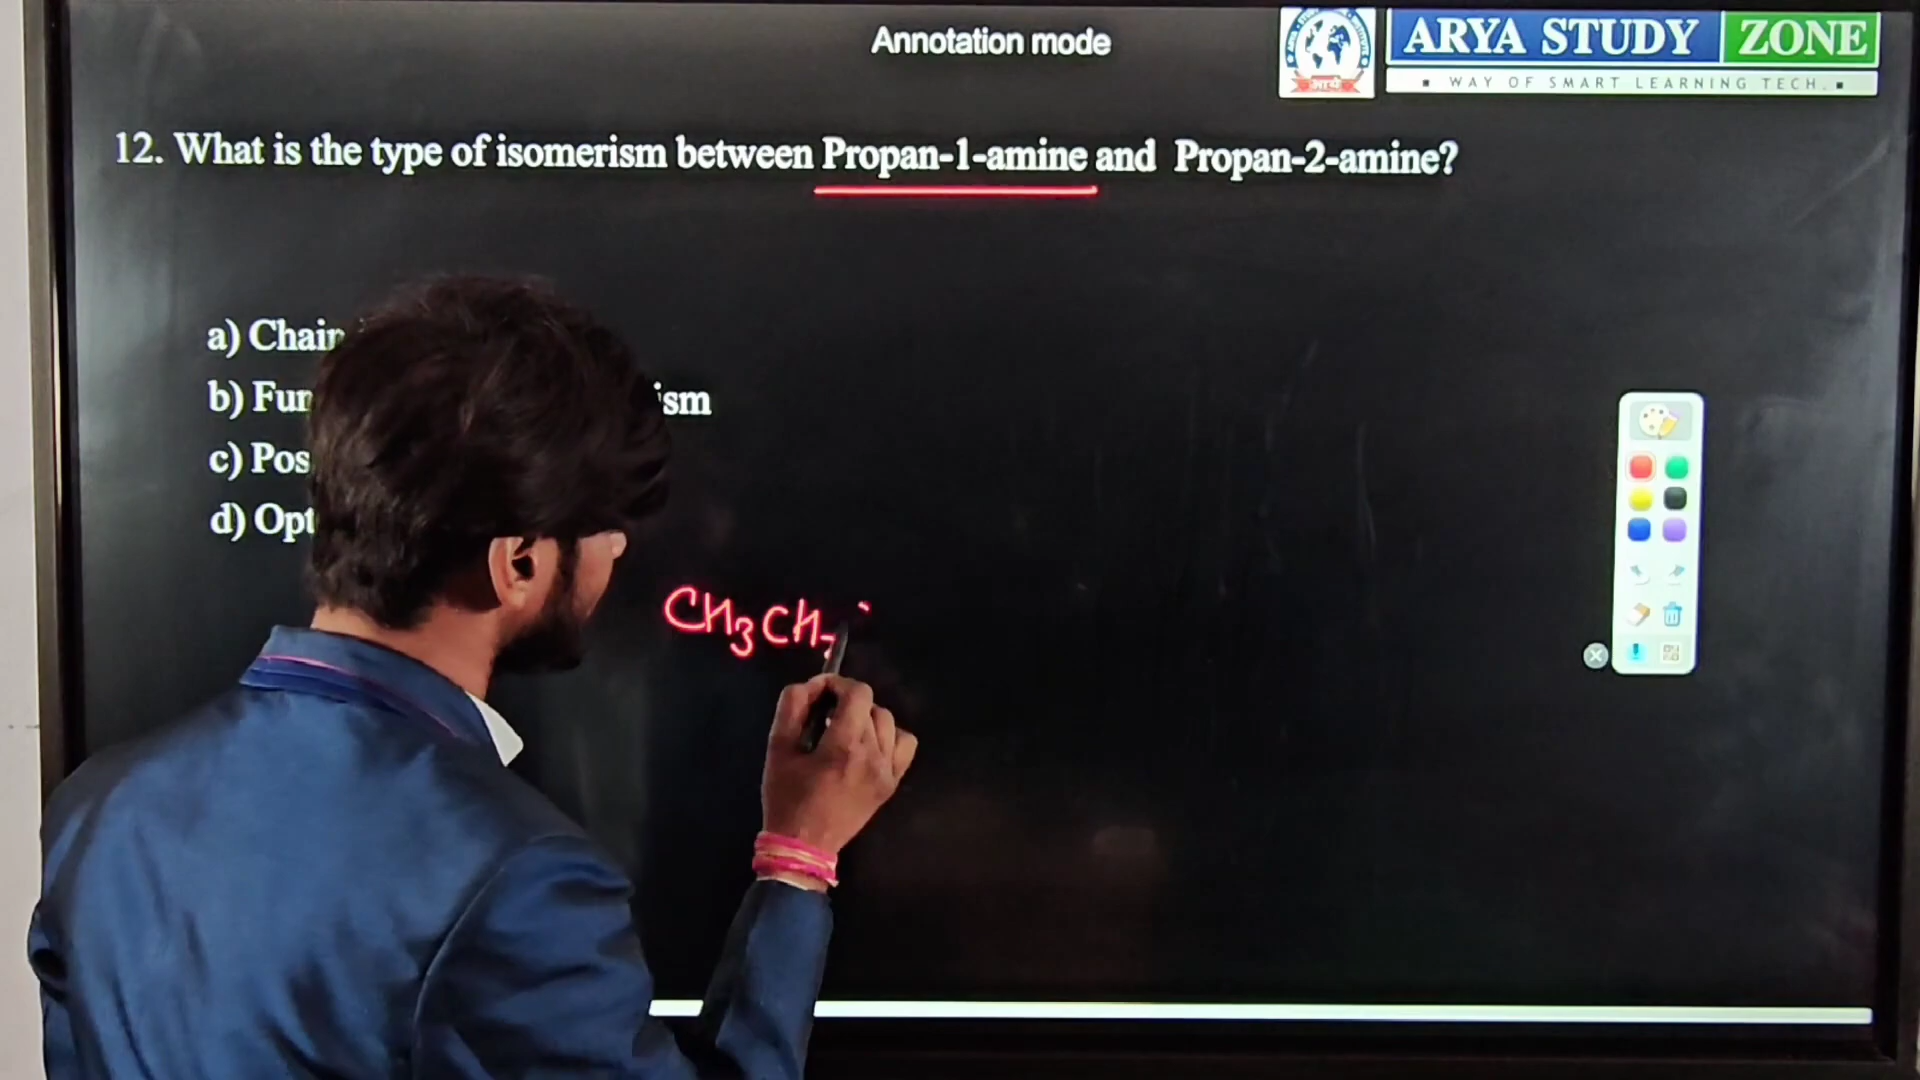 Annotation mode
ARYA STUDY ZONE
▪ WAY OF SMART LEARNING TECH. ▪
12. What is the type of isomerism between Propan-1-amine and Propan-2-amine?
a) Chain
b) Fun ism
c) Pos
d) Opt
CH3CH2